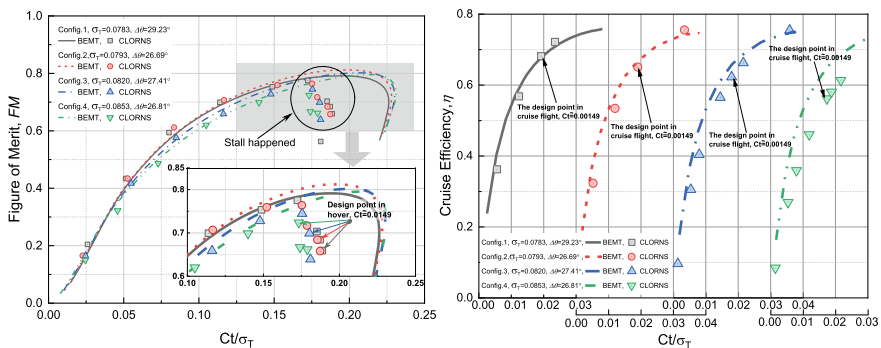 Config.1, σT=0.0783, Δθ=29.23°
BEMT, CLORNS
Config.2,σT=0.0793, Δθ=26.69°
BEMT, CLORNS
Config.3, σT=0.0820, Δθ=27.41°
BEMT, CLORNS
Config.4, σT=0.0853, Δθ=26.81°
BEMT, CLORNS
Figure of Merit, FM
1.0
0.8
0.6
0.4
0.2
0.0
Stall happened
0.85
0.8
0.7
0.6
Design point in
hover, Ct=0.0149
0.10 0.15 0.20 0.25
0.00 0.05 0.10 0.15 0.20 0.25
Ct/σT
Cruise Efficiency, η
0.8
0.6
0.4
0.2
0.0
The design point in
cruise flight, Ct=0.00149
The design point in
cruise flight, Ct=0.00149
The design point in
cruise flight, Ct=0.00149
The design point in
cruise flight, Ct=0.00149
Config.1, σT=0.0783, Δθ=29.23°
BEMT, CLORNS
Config.2,σT=0.0793, Δθ=26.69°
BEMT, CLORNS
Config.3, σT=0.0820, Δθ=27.41°
BEMT, CLORNS
Config.4, σT=0.0853, Δθ=26.81°
BEMT, CLORNS
0.00 0.01 0.02 0.03 0.03 0.04 0.00 0.01 0.02 0.03
0.00 0.01 0.02 0.03 0.04 0.00 0.01 0.02 0.03
Ct/σT